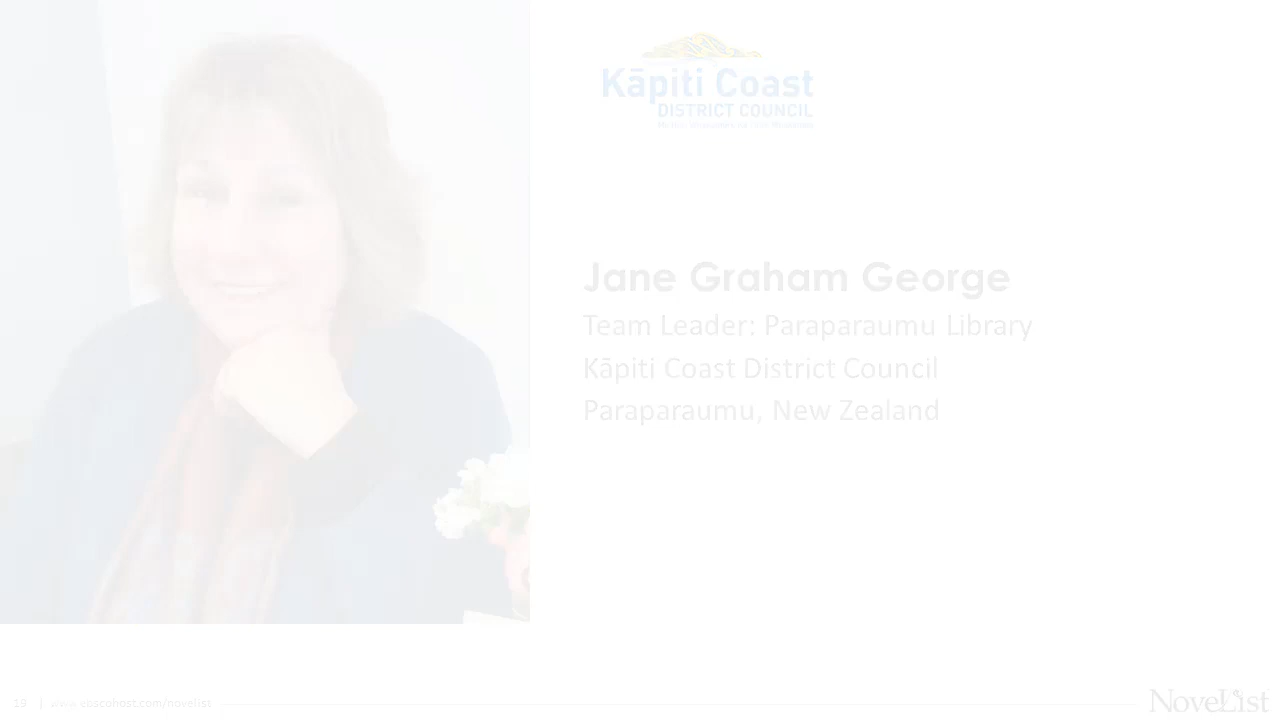 Kāpiti Coast
DISTRICT COUNCIL
Jane Graham George
Team Leader: Paraparaumu Library
Kāpiti Coast District Council
Paraparaumu, New Zealand
19 | www.ebscohost.com/novelist
NoveList